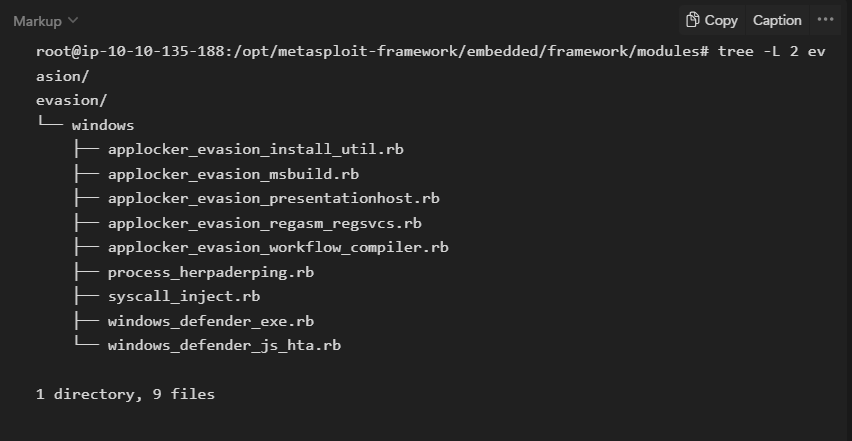 Markup
Copy Caption ...
root@ip-10-10-135-188:/opt/metasploit-framework/embedded/framework/modules# tree -L 2 ev
asion/
evasion/
└── windows
    ├── applocker_evasion_install_util.rb
    ├── applocker_evasion_msbuild.rb
    ├── applocker_evasion_presentationhost.rb
    ├── applocker_evasion_regasm_regsvcs.rb
    ├── applocker_evasion_workflow_compiler.rb
    ├── process_herpaderping.rb
    ├── syscall_inject.rb
    ├── windows_defender_exe.rb
    └── windows_defender_js_hta.rb
1 directory, 9 files